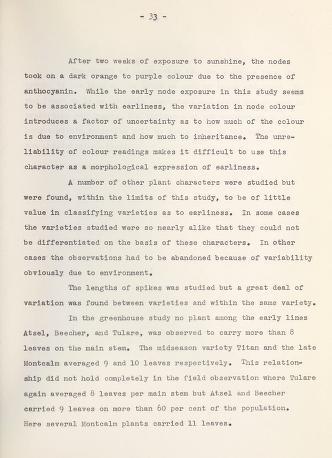 - 33 -
After two weeks of exposure to sunshine, the nodes
took on a dark orange to purple colour due to the presence of
anthocyanin. While the early node exposure in this study seems
to be associated with earliness, the variation in node colour
introduces a factor of uncertainty as to how much of the colour
is due to environment and how much to inheritance. The unre-
liability of colour readings makes it difficult to use this
character as a morphological expression of earliness.
A number of other plant characters were studied but
were found, within the limits of this study, to be of little
value in classifying varieties as to earliness. In some cases
the varieties studied were so nearly alike that they could not
be differentiated on the basis of these characters. In other
cases the observations had to be abandoned because of variability
obviously due to environment.
The lengths of spikes was studied but a great deal of
variation was found between varieties and within the same variety.
In the greenhouse study no plant among the early lines
Atsel, Beecher, and Tulare, was observed to carry more than 8
leaves on the main stem. The midseason variety Titan and the late
Montcalm averaged 9 and 10 leaves respectively. This relation-
ship did not hold completely in the field observation where Tulare
again averaged 8 leaves per main stem but Atsel and Beecher
carried 9 leaves on more than 60 per cent of the population.
Here several Montcalm plants carried 11 leaves.